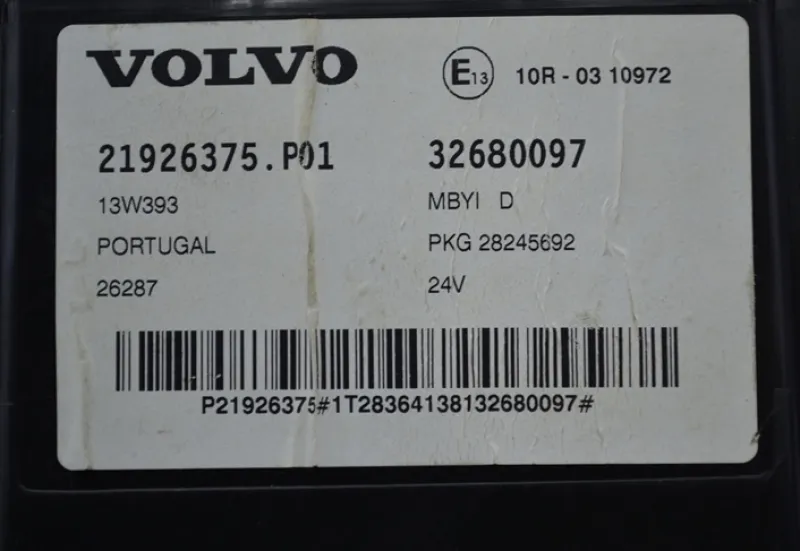 VOLVO
E13 10R - 03 10972
21926375.P01 32680097
13W393 MBYI D
PORTUGAL PKG 28245692
26287 24V
P21926375#1T28364138132680097#